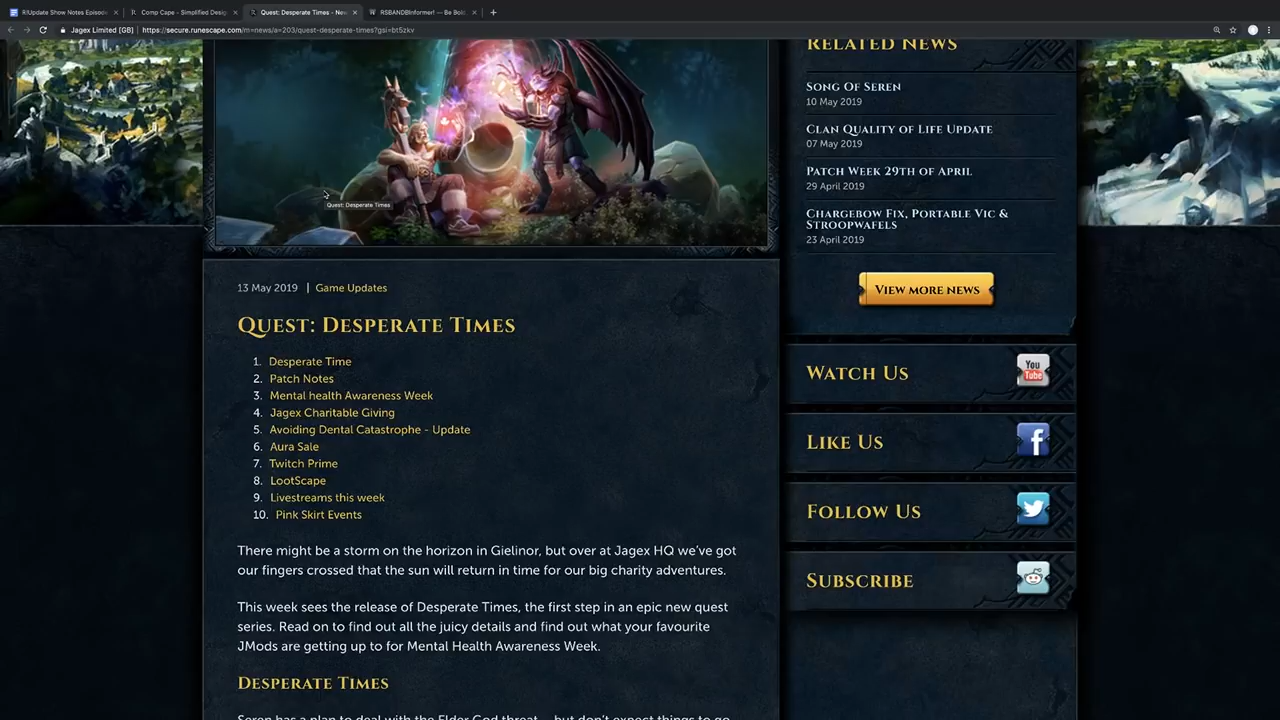 R!Update Show Notes Episode
Comp Cape - Simplified Desig
Quest: Desperate Times - Nev
RSBANDBInformer! — Be Bold
Jagex Limited [GB] | https://secure.runescape.com/m=news/a=203/quest-desperate-times?gsi=bt5zkv
Quest: Desperate Times
RELATED NEWS
SONG OF SEREN
10 May 2019
CLAN QUALITY OF LIFE UPDATE
07 May 2019
PATCH WEEK 29TH OF APRIL
29 April 2019
CHARGEBOW FIX, PORTABLE VIC &
STROOPWAFELS
23 April 2019
VIEW MORE NEWS
13 May 2019 | Game Updates
QUEST: DESPERATE TIMES
1. Desperate Time
2. Patch Notes
3. Mental health Awareness Week
4. Jagex Charitable Giving
5. Avoiding Dental Catastrophe - Update
6. Aura Sale
7. Twitch Prime
8. LootScape
9. Livestreams this week
10. Pink Skirt Events
There might be a storm on the horizon in Gielinor, but over at Jagex HQ we've got
our fingers crossed that the sun will return in time for our big charity adventures.
This week sees the release of Desperate Times, the first step in an epic new quest
series. Read on to find out all the juicy details and find out what your favourite
JMods are getting up to for Mental Health Awareness Week.
DESPERATE TIMES
Seren has a plan to deal with the Elder God threat... but don't expect things to go
WATCH US
You
Tube
LIKE US
FOLLOW US
SUBSCRIBE